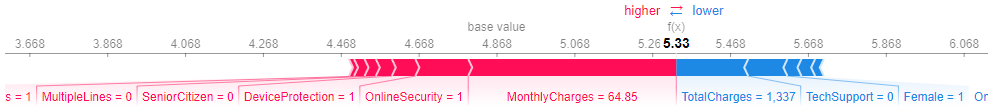 higher ⇄ lower
base value f(x)
3.668 3.868 4.068 4.268 4.468 4.668 4.868 5.068 5.26 5.33 5.468 5.668 5.868 6.068
s = 1 MultipleLines = 0 SeniorCitizen = 0 DeviceProtection = 1 OnlineSecurity = 1 MonthlyCharges = 64.85 TotalCharges = 1,337 TechSupport = 0 Female = 1 On